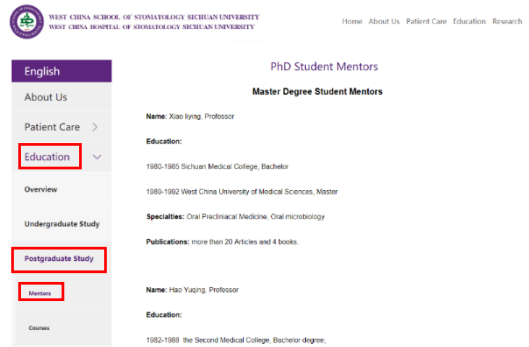 WEST CHINA SCHOOL OF STOMATOLOGY SICHUAN UNIVERSITY
WEST CHINA HOSPITAL OF STOMATOLOGY SICHUAN UNIVERSITY
Home About Us Patient Care Education Research
English
About Us
Patient Care
Education
Overview
Undergraduate Study
Postgraduate Study
Mentors
Courses
PhD Student Mentors
Master Degree Student Mentors
Name: Xiao liying, Professor
Education:
1980-1985 Sichuan Medical College, Bachelor
1989-1992 West China University of Medical Sciences, Master
Specialties: Oral Precliniacal Medicine, Oral microbiology
Publications: more than 20 Articles and 4 books.
Name: Hao Yuqing, Professor
Education:
1982-1988 the Second Medical College, Bachelor degree;